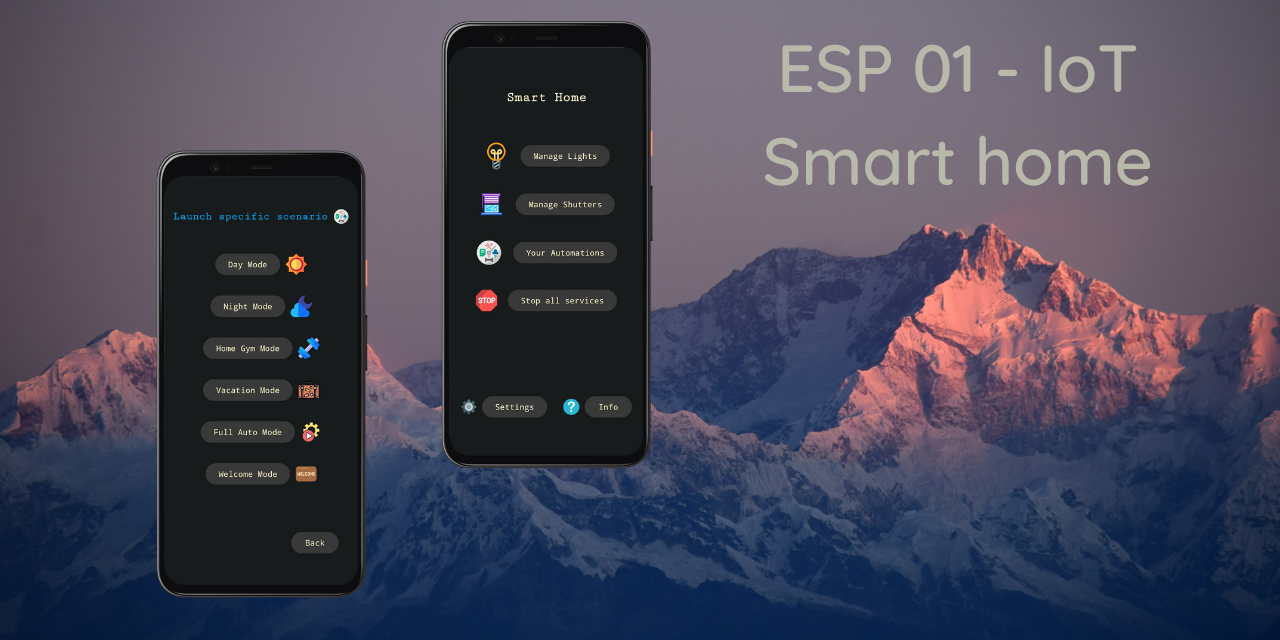 ESP 01 - IoT
Smart home
Smart Home
Manage Lights
Manage Shutters
Your Automations
STOP
Stop all services
Settings
?
Info
Launch specific scenario
Day Mode
Night Mode
Home Gym Mode
Vacation Mode
Full Auto Mode
Welcome Mode
WELCOME
Back